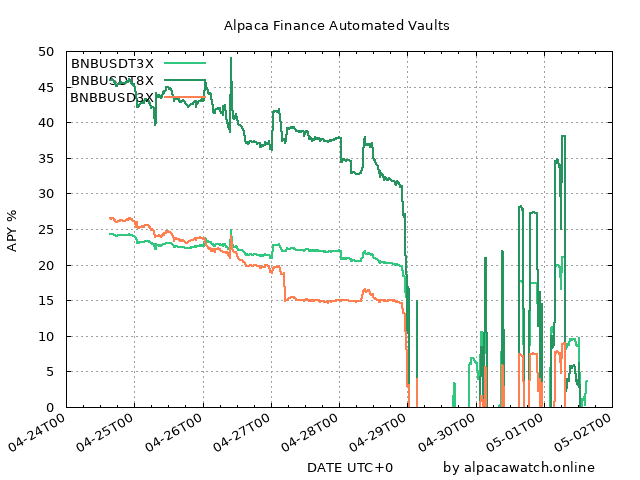 Alpaca Finance Automated Vaults
BNBUSDT3X
BNBUSDT8X
BNBBUSD3X
APY %
50
45
40
35
30
25
20
15
10
5
0
04-24T00
04-25T00
04-26T00
04-27T00
04-28T00
04-29T00
04-30T00
05-01T00
05-02T00
DATE UTC+0
by alpacawatch.online